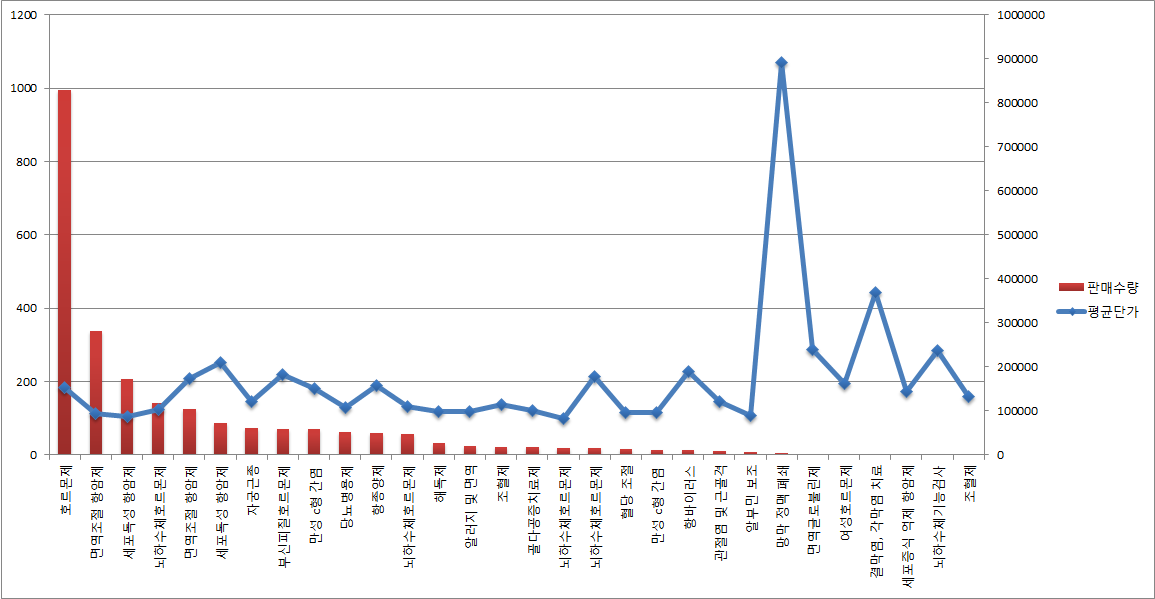 1200
1000
800
600
400
200
0
1000000
900000
800000
700000
600000
500000
400000
300000
200000
100000
0
판매수량
평균단가
호르몬제
면역조절 항암제
세포독성 항암제
뇌하수체호르몬제
면역조절 항암제
세포독성 항암제
자궁근종
부신피질호르몬제
만성 c형 간염
당뇨병용제
항종양제
뇌하수체호르몬제
해독제
알러지 및 면역
조혈제
골다공증치료제
뇌하수체호르몬제
뇌하수체호르몬제
혈당 조절
만성 c형 간염
항바이러스
관절염 및 근골격
알부민 보조
망막 정맥 폐쇄
면역글로불린제
여성호르몬제
결막염, 각막염 치료
세포증식 억제 항암제
뇌하수체기능검사
조혈제